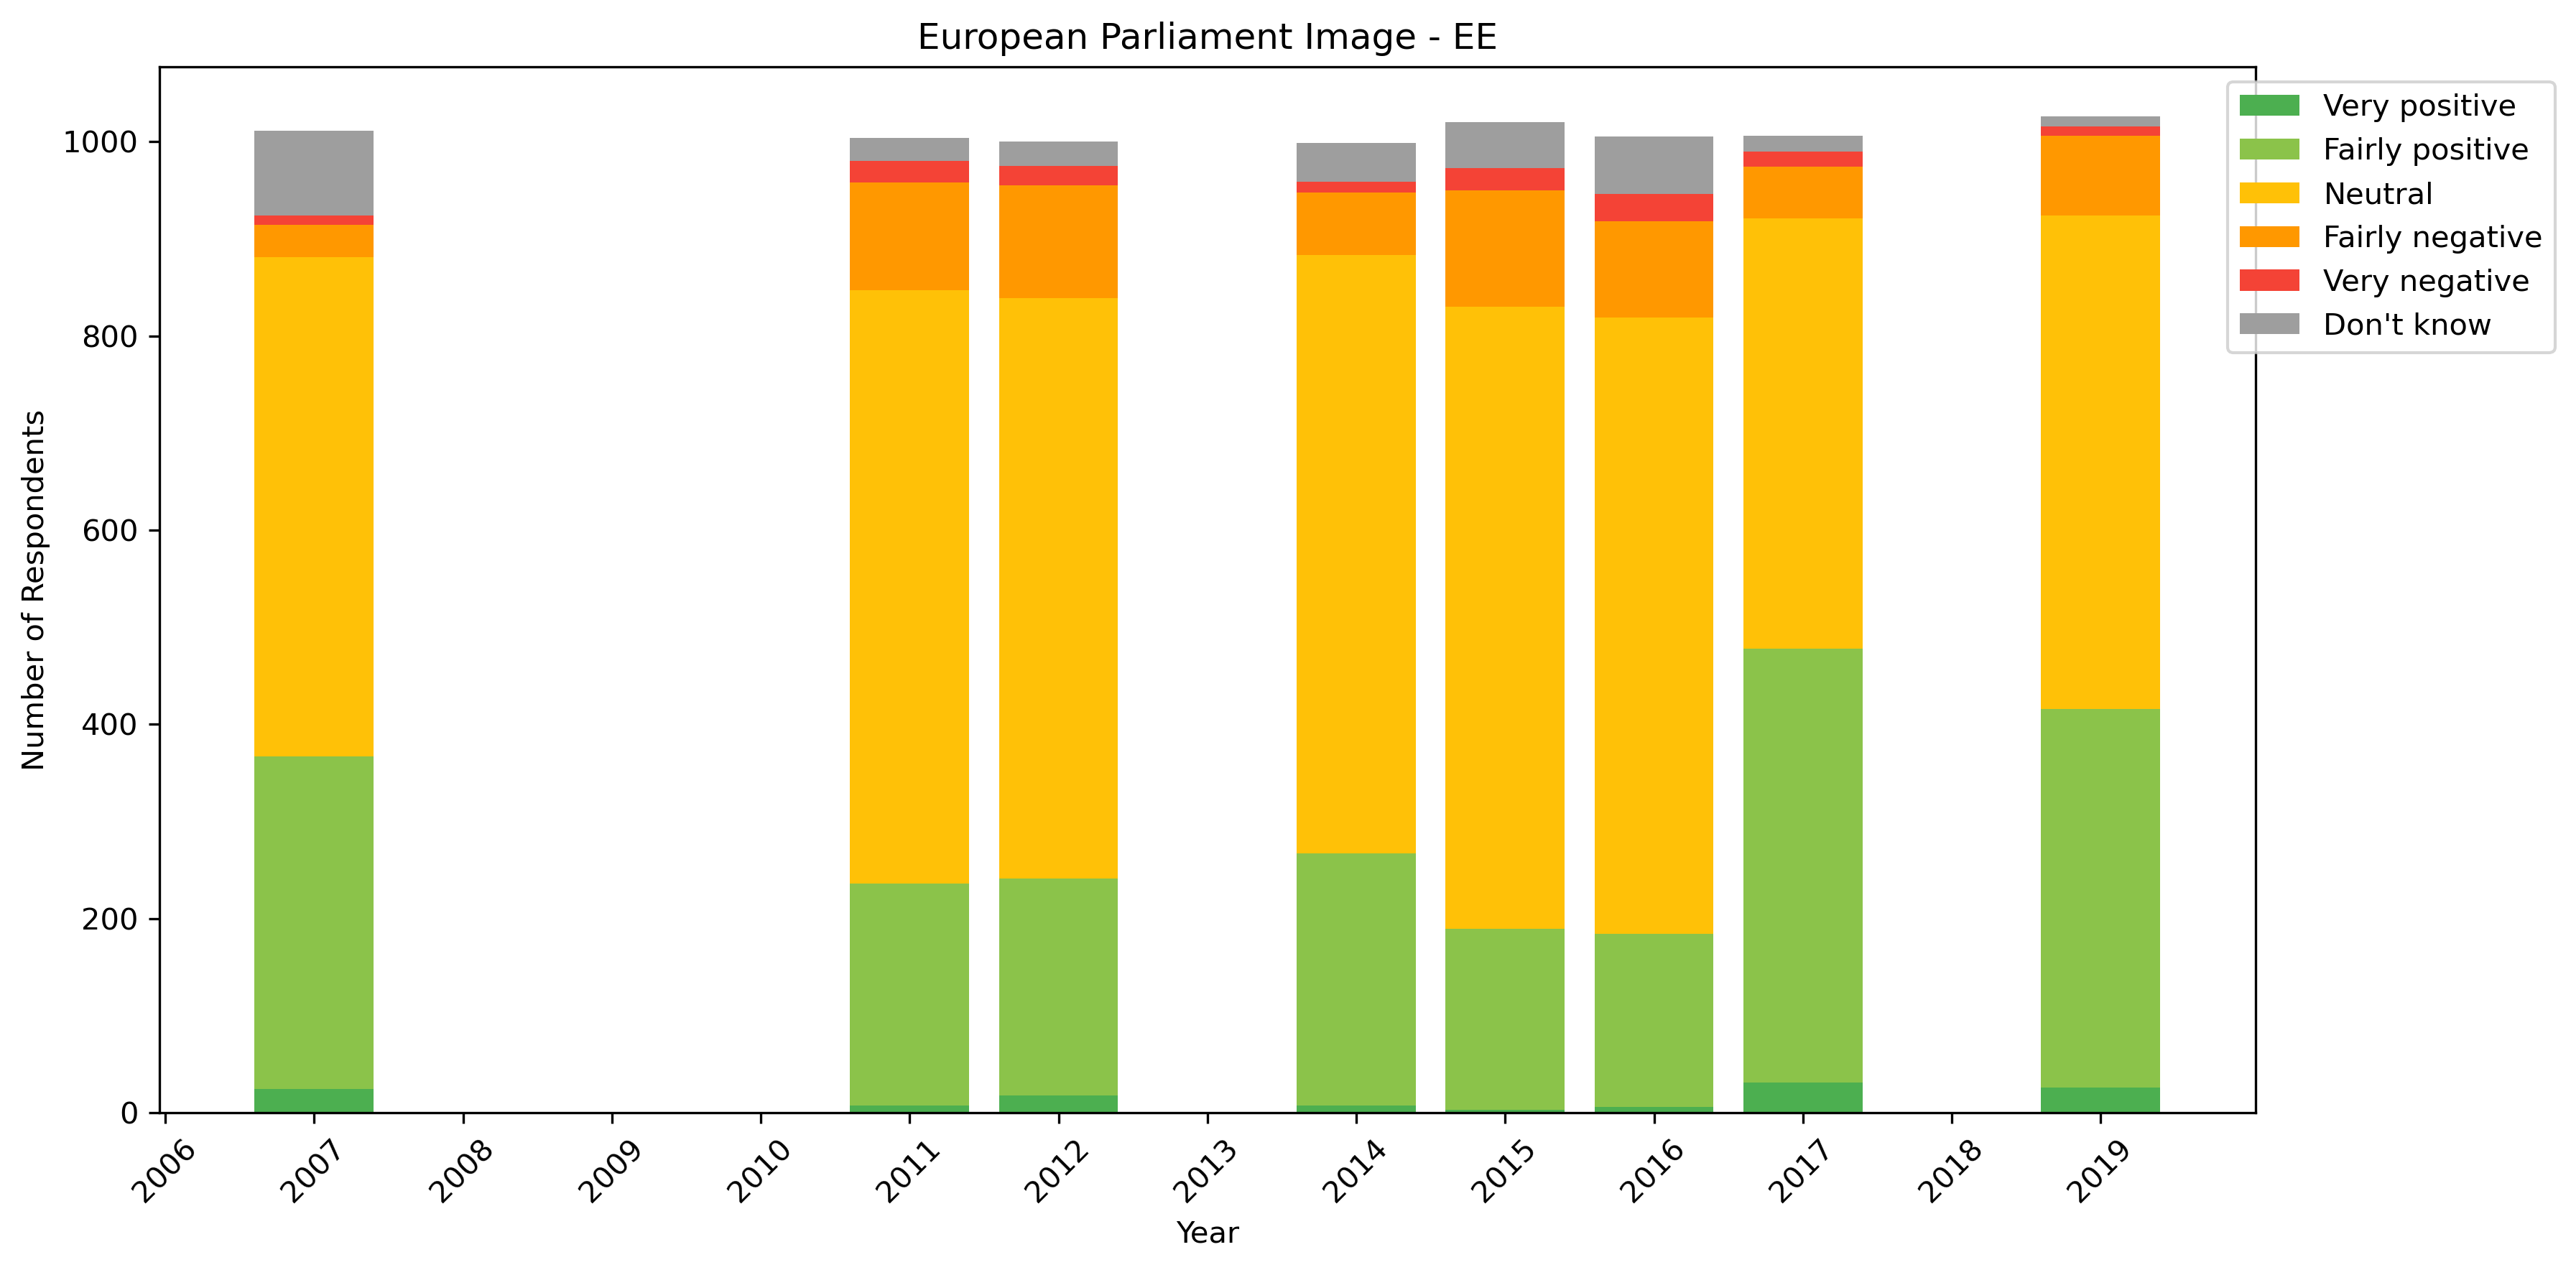 European Parliament Image - EE
Very positive
Fairly positive
Neutral
Fairly negative
Very negative
Don't know
Number of Respondents
1000
800
600
400
200
0
2006
2007
2008
2009
2010
2011
2012
2013
2014
2015
2016
2017
2018
2019
Year